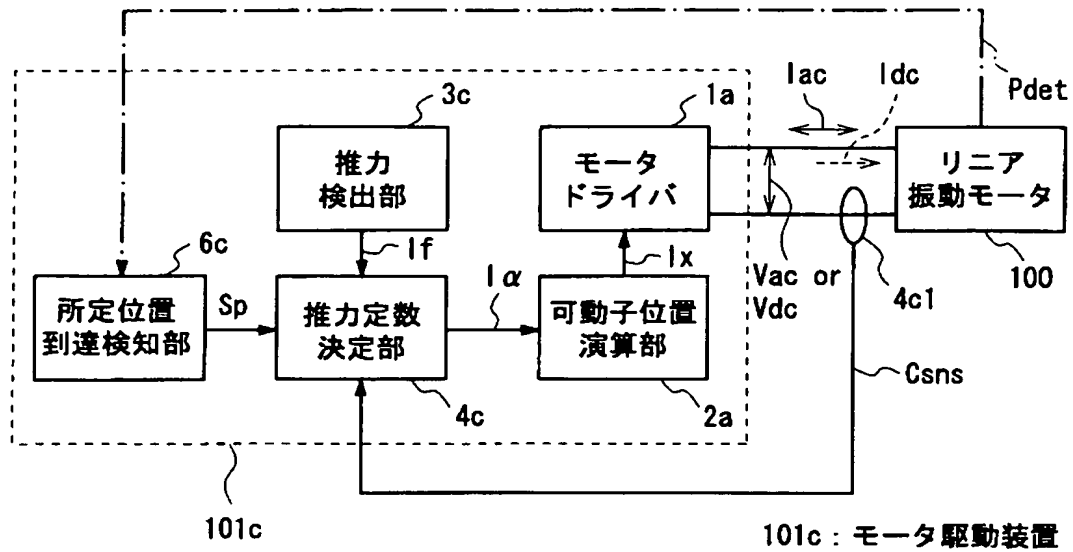 Iac
Idc
Pdet
3c
1a
推力
検出部
モータ
ドライバ
リニア
振動モータ
6c
If
Ix
Vac or
Vdc
4c1
100
所定位置
到達検知部
Sp
推力定数
決定部
Iα
可動子位置
演算部
Csns
4c
2a
101c
101c：モータ駆動装置